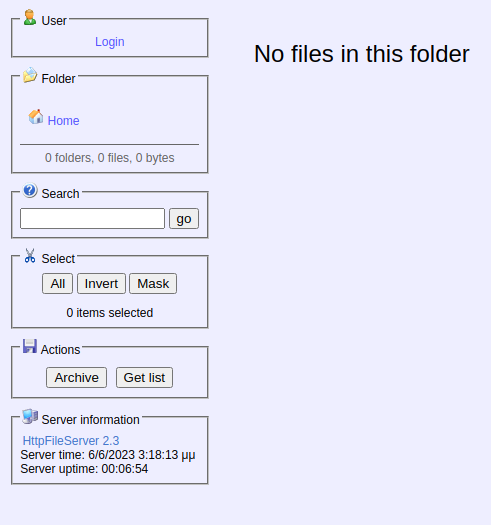 User
Login
No files in this folder
Folder
Home
0 folders, 0 files, 0 bytes
Search
go
Select
All Invert Mask
0 items selected
Actions
Archive Get list
Server information
HttpFileServer 2.3
Server time: 6/6/2023 3:18:13 μμ
Server uptime: 00:06:54